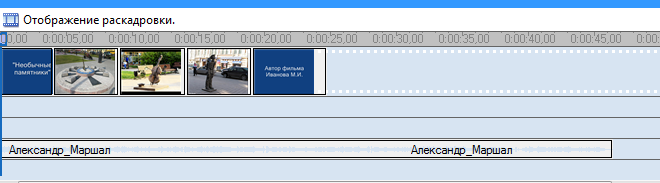 Отображение раскадровки.
0,00 0:00:05,00 0:00:10,00 0:00:15,00 0:00:20,00 0:00:25,00 0:00:30,00 0:00:35,00 0:00:40,00 0:00:45,00 0:00:
"Необычные
памятники"
Автор фильма
Иванова М.И.
Александр_Маршал Александр_Маршал